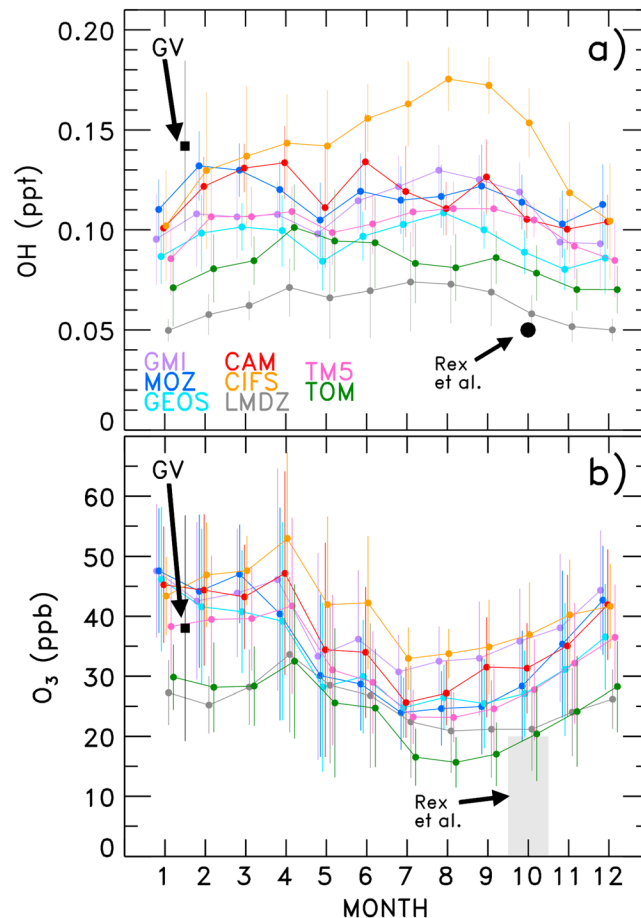 0.20
GV
a)
0.15
OH (ppt)
0.10
0.05
Rex
et al.
GMI CAM TM5
MOZ CIFS TOM
GEOS LMDZ
0.00
GV
b)
60
50
40
O3 (ppb)
30
20
10
Rex
et al.
0
1 2 3 4 5 6 7 8 9 10 11 12
MONTH